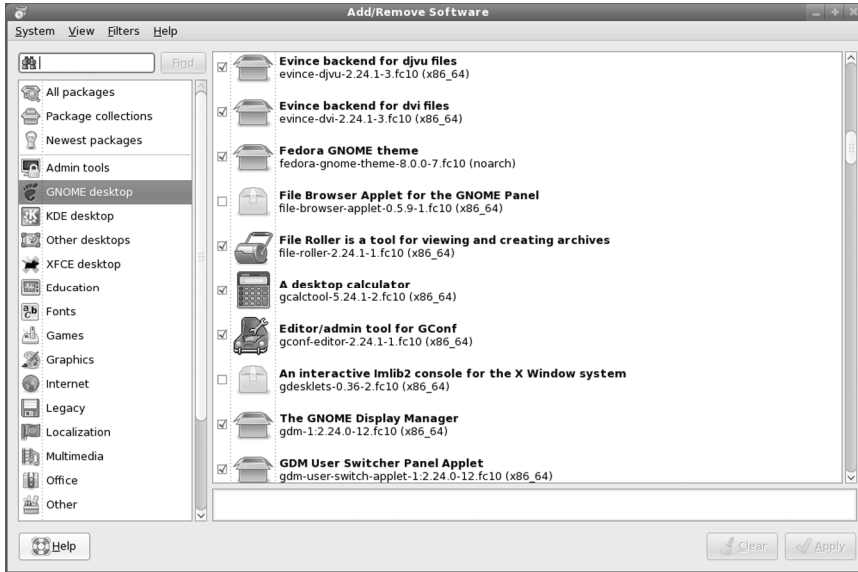 Add/Remove Software
System View Filters Help
Find
All packages
Package collections
Newest packages
Admin tools
GNOME desktop
KDE desktop
Other desktops
XFCE desktop
Education
Fonts
Games
Graphics
Internet
Legacy
Localization
Multimedia
Office
Other
Evince backend for djvu files
evince-djvu-2.24.1-3.fc10 (x86_64)
Evince backend for dvi files
evince-dvi-2.24.1-3.fc10 (x86_64)
Fedora GNOME theme
fedora-gnome-theme-8.0.0-7.fc10 (noarch)
File Browser Applet for the GNOME Panel
file-browser-applet-0.5.9-1.fc10 (x86_64)
File Roller is a tool for viewing and creating archives
file-roller-2.24.1-1.fc10 (x86_64)
A desktop calculator
gcalctool-5.24.1-2.fc10 (x86_64)
Editor/admin tool for GConf
gconf-editor-2.24.1-1.fc10 (x86_64)
An interactive Imlib2 console for the X Window system
gdesklets-0.36-2.fc10 (x86_64)
The GNOME Display Manager
gdm-1:2.24.0-12.fc10 (x86_64)
GDM User Switcher Panel Applet
gdm-user-switch-applet-1:2.24.0-12.fc10 (x86_64)
Help
Clear
Apply